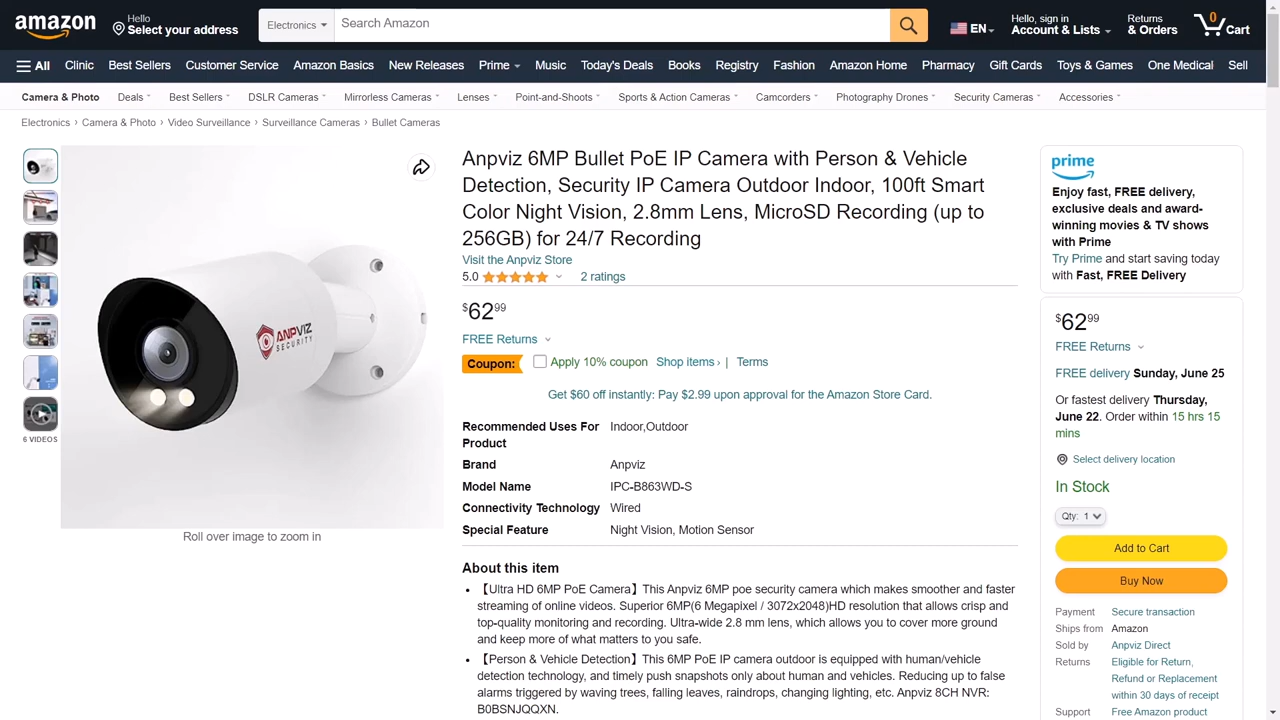 amazon
Hello
Select your address
Electronics
Search Amazon
EN
Hello, sign in
Account & Lists
Returns
& Orders
0
Cart
All
Clinic
Best Sellers
Customer Service
Amazon Basics
New Releases
Prime
Music
Today's Deals
Books
Registry
Fashion
Amazon Home
Pharmacy
Gift Cards
Toys & Games
One Medical
Sell
Camera & Photo
Deals
Best Sellers
DSLR Cameras
Mirrorless Cameras
Lenses
Point-and-Shoots
Sports & Action Cameras
Camcorders
Photography Drones
Security Cameras
Accessories
Electronics › Camera & Photo › Video Surveillance › Surveillance Cameras › Bullet Cameras
6 VIDEOS
ANPVIZ
SECURITY
Roll over image to zoom in
Anpviz 6MP Bullet PoE IP Camera with Person & Vehicle
Detection, Security IP Camera Outdoor Indoor, 100ft Smart
Color Night Vision, 2.8mm Lens, MicroSD Recording (up to
256GB) for 24/7 Recording
Visit the Anpviz Store
5.0
2 ratings
$6299
FREE Returns
Coupon:
Apply 10% coupon
Shop items › | Terms
Get $60 off instantly: Pay $2.99 upon approval for the Amazon Store Card.
Recommended Uses For Indoor,Outdoor
Product
Brand Anpviz
Model Name IPC-B863WD-S
Connectivity Technology Wired
Special Feature Night Vision, Motion Sensor
About this item
• 【Ultra HD 6MP PoE Camera】This Anpviz 6MP poe security camera which makes smoother and faster
streaming of online videos. Superior 6MP(6 Megapixel / 3072x2048)HD resolution that allows crisp and
top-quality monitoring and recording. Ultra-wide 2.8 mm lens, which allows you to cover more ground
and keep more of what matters to you safe.
• 【Person & Vehicle Detection】This 6MP PoE IP camera outdoor is equipped with human/vehicle
detection technology, and timely push snapshots only about human and vehicles. Reducing up to false
alarms triggered by waving trees, falling leaves, raindrops, changing lighting, etc. Anpviz 8CH NVR:
B0BSNJQQXN.
prime
Enjoy fast, FREE delivery,
exclusive deals and award-
winning movies & TV shows
with Prime
Try Prime and start saving today
with Fast, FREE Delivery
$6299
FREE Returns
FREE delivery Sunday, June 25
Or fastest delivery Thursday,
June 22. Order within 15 hrs 15
mins
Select delivery location
In Stock
Qty: 1
Add to Cart
Buy Now
Payment Secure transaction
Ships from Amazon
Sold by Anpviz Direct
Returns Eligible for Return,
Refund or Replacement
within 30 days of receipt
Support Free Amazon product